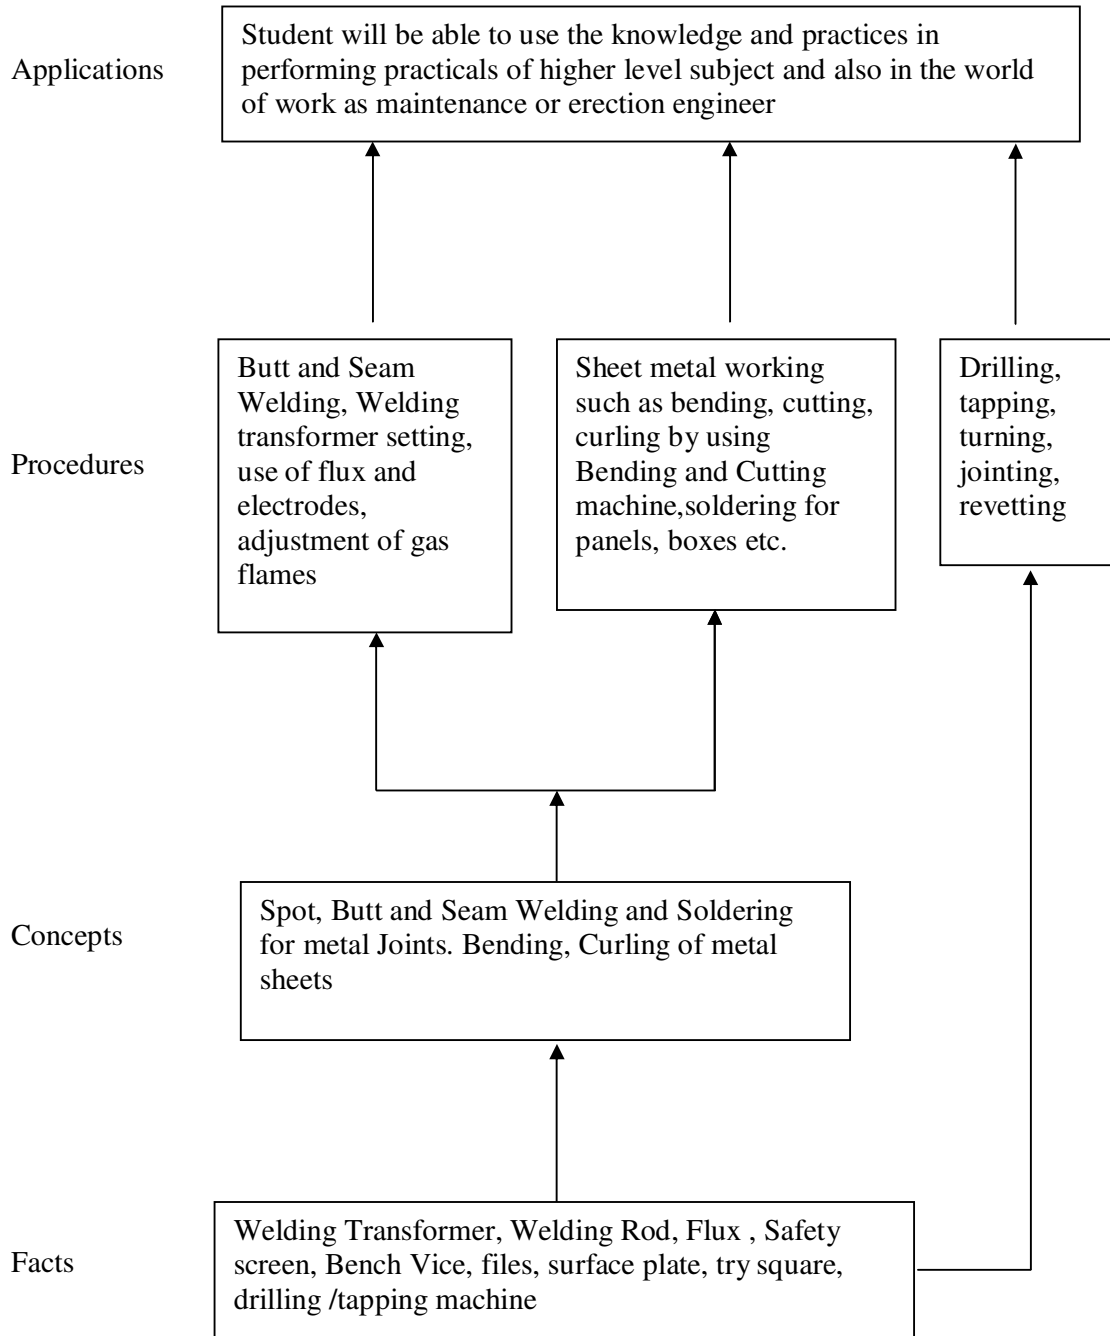 Applications
Student will be able to use the knowledge and practices in
performing practicals of higher level subject and also in the world
of work as maintenance or erection engineer
Procedures
Butt and Seam
Welding, Welding
transformer setting,
use of flux and
electrodes,
adjustment of gas
flames
Sheet metal working
such as bending, cutting,
curling by using
Bending and Cutting
machine,soldering for
panels, boxes etc.
Drilling,
tapping,
turning,
jointing,
revetting
Concepts
Spot, Butt and Seam Welding and Soldering
for metal Joints. Bending, Curling of metal
sheets
Facts
Welding Transformer, Welding Rod, Flux , Safety
screen, Bench Vice, files, surface plate, try square,
drilling /tapping machine